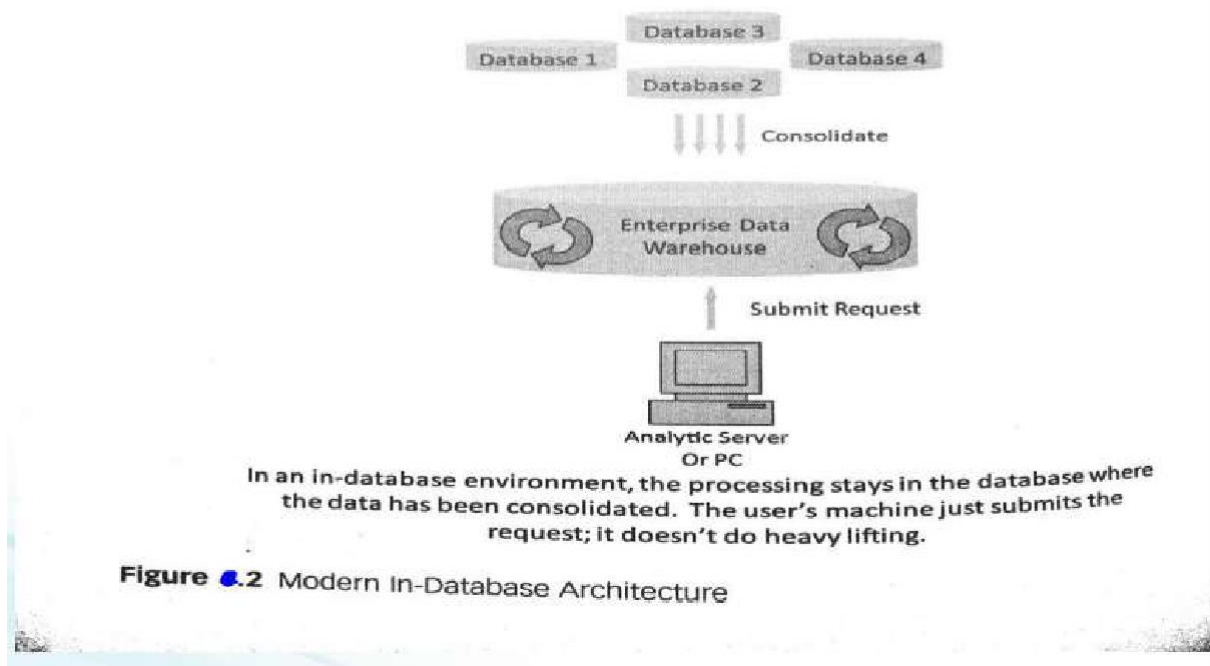 Database 3
Database 1
Database 4
Database 2
Consolidate
Enterprise Data
Warehouse
Submit Request
Analytic Server
Or PC
In an in-database environment, the processing stays in the database where
the data has been consolidated. The user's machine just submits the
request; it doesn't do heavy lifting.
Figure .2 Modern In-Database Architecture